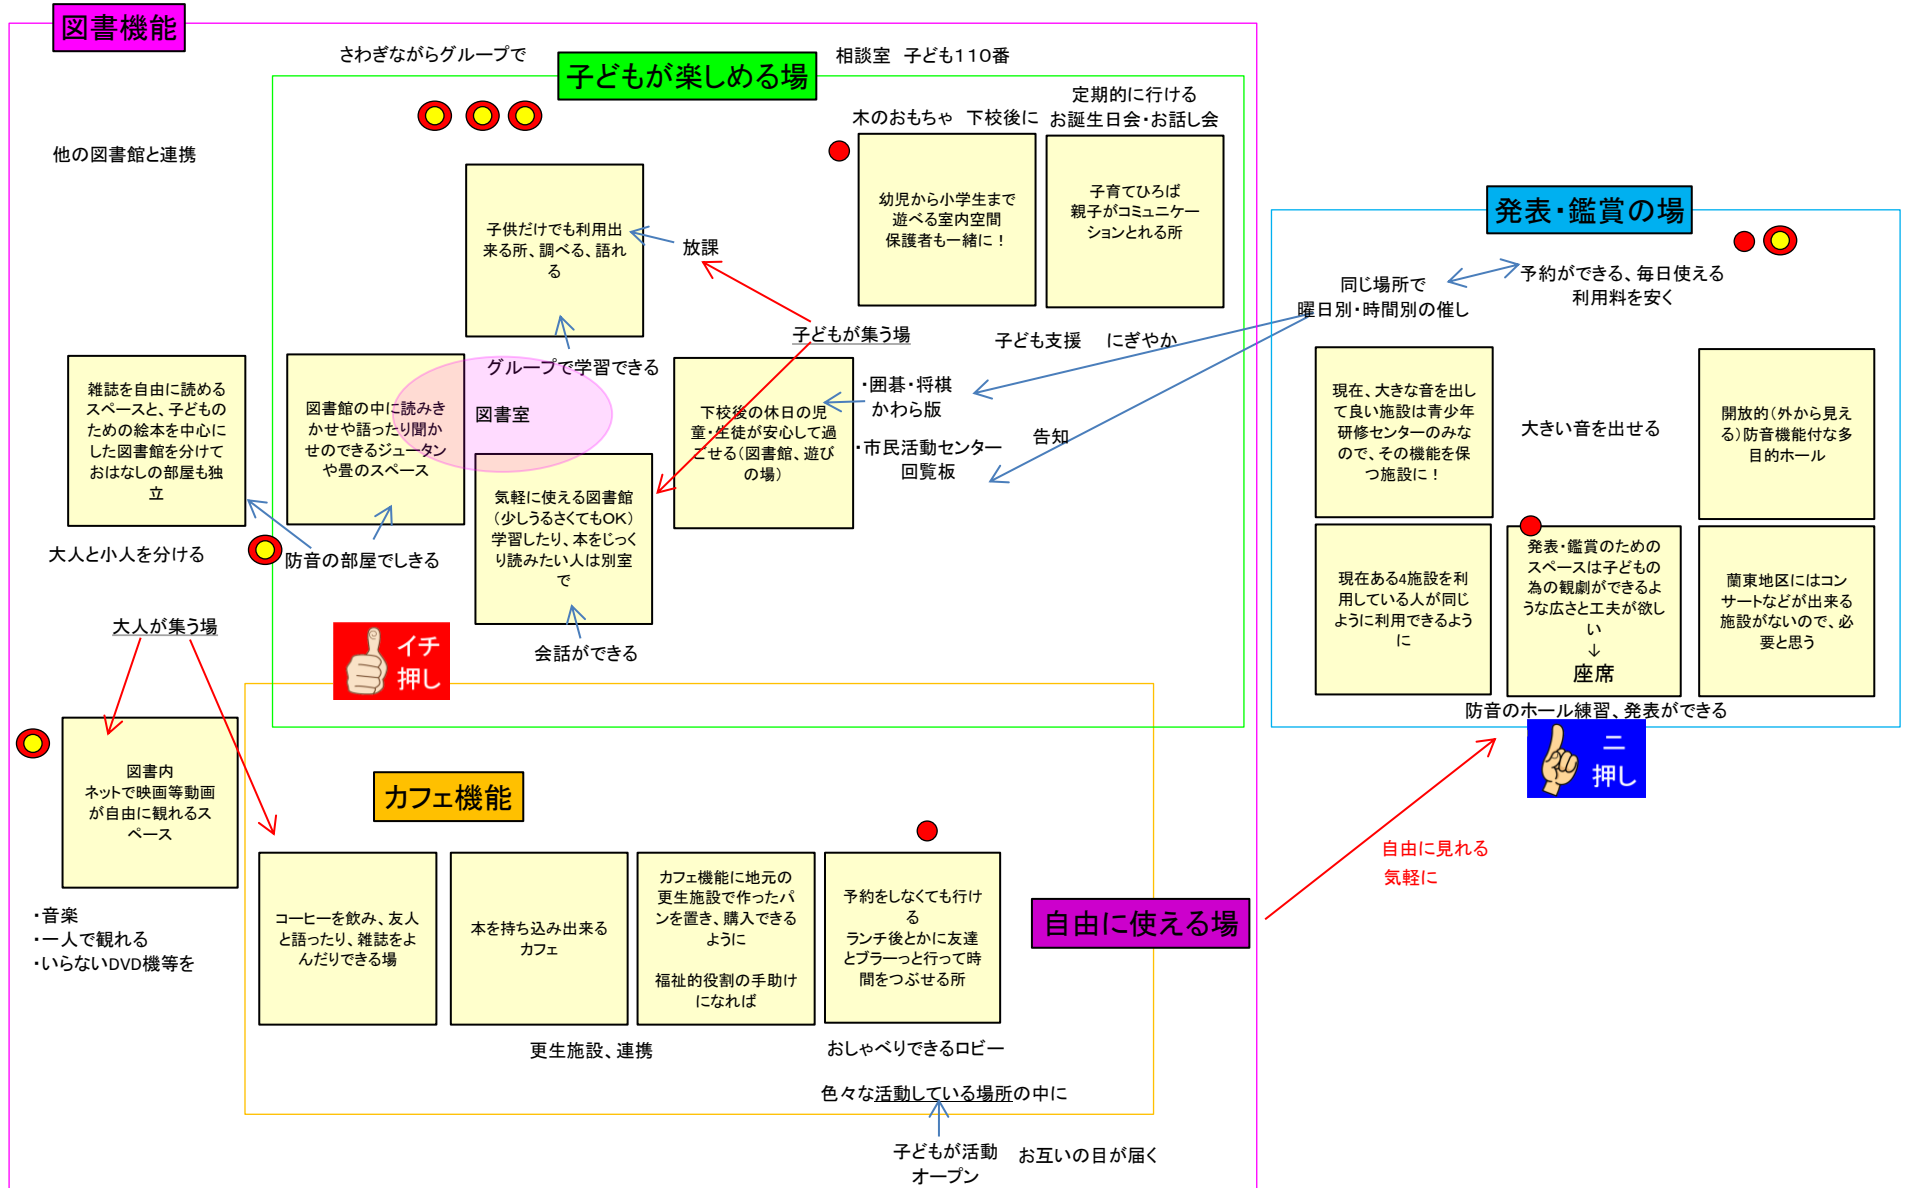 図書機能
さわぎながらグループで
子どもが楽しめる場
相談室　子ども110番
他の図書館と連携
木のおもちゃ　下校後に
定期的に行ける
お誕生日会・お話し会
子供だけでも利用出
来る所、調べる、語れ
る
放課
幼児から小学生まで
遊べる室内空間
保護者も一緒に！
子育てひろば
親子がコミュニケー
ションとれる所
子どもが集う場
子ども支援　にぎやか
グループで学習できる
図書室
雑誌を自由に読める
スペースと、子どもの
ための絵本を中心に
した図書館を分けて
おはなしの部屋も独
立
図書館の中に読みき
かせや語ったり聞か
せのできるジュータン
や畳のスペース
下校後の休日の児
童・生徒が安心して過
ごせる(図書館、遊び
の場)
・囲碁・将棋
かわら版
・市民活動センター
回覧板
告知
気軽に使える図書館
（少しうるさくてもOK）
学習したり、本をじっく
り読みたい人は別室
で
大人と小人を分ける
防音の部屋でしきる
会話ができる
イチ
押し
大人が集う場
図書内
ネットで映画等動画
が自由に観れるス
ペース
・音楽
・一人で観れる
・いらないDVD機等を
カフェ機能
コーヒーを飲み、友人
と語ったり、雑誌をよ
んだりできる場
本を持ち込み出来る
カフェ
カフェ機能に地元の
更生施設で作ったパ
ンを置き、購入できる
ように
福祉的役割の手助け
になれば
予約をしなくても行け
る
ランチ後とかに友達
とブラーっと行って時
間をつぶせる所
更生施設、連携
おしゃべりできるロビー
色々な活動している場所の中に
子どもが活動
オープン
お互いの目が届く
自由に使える場
自由に見れる
気軽に
発表・鑑賞の場
同じ場所で
曜日別・時間別の催し
予約ができる、毎日使える
利用料を安く
現在、大きな音を出し
て良い施設は青少年
研修センターのみな
ので、その機能を保
つ施設に！
大きい音を出せる
開放的(外から見え
る)防音機能付な多
目的ホール
現在ある4施設を利
用している人が同じ
ように利用できるよう
に
発表・鑑賞のための
スペースは子どもの
為の観劇ができるよ
うな広さと工夫が欲し
い
↓
座席
蘭東地区にはコン
サートなどが出来る
施設がないので、必
要と思う
防音のホール練習、発表ができる
ニ
押し